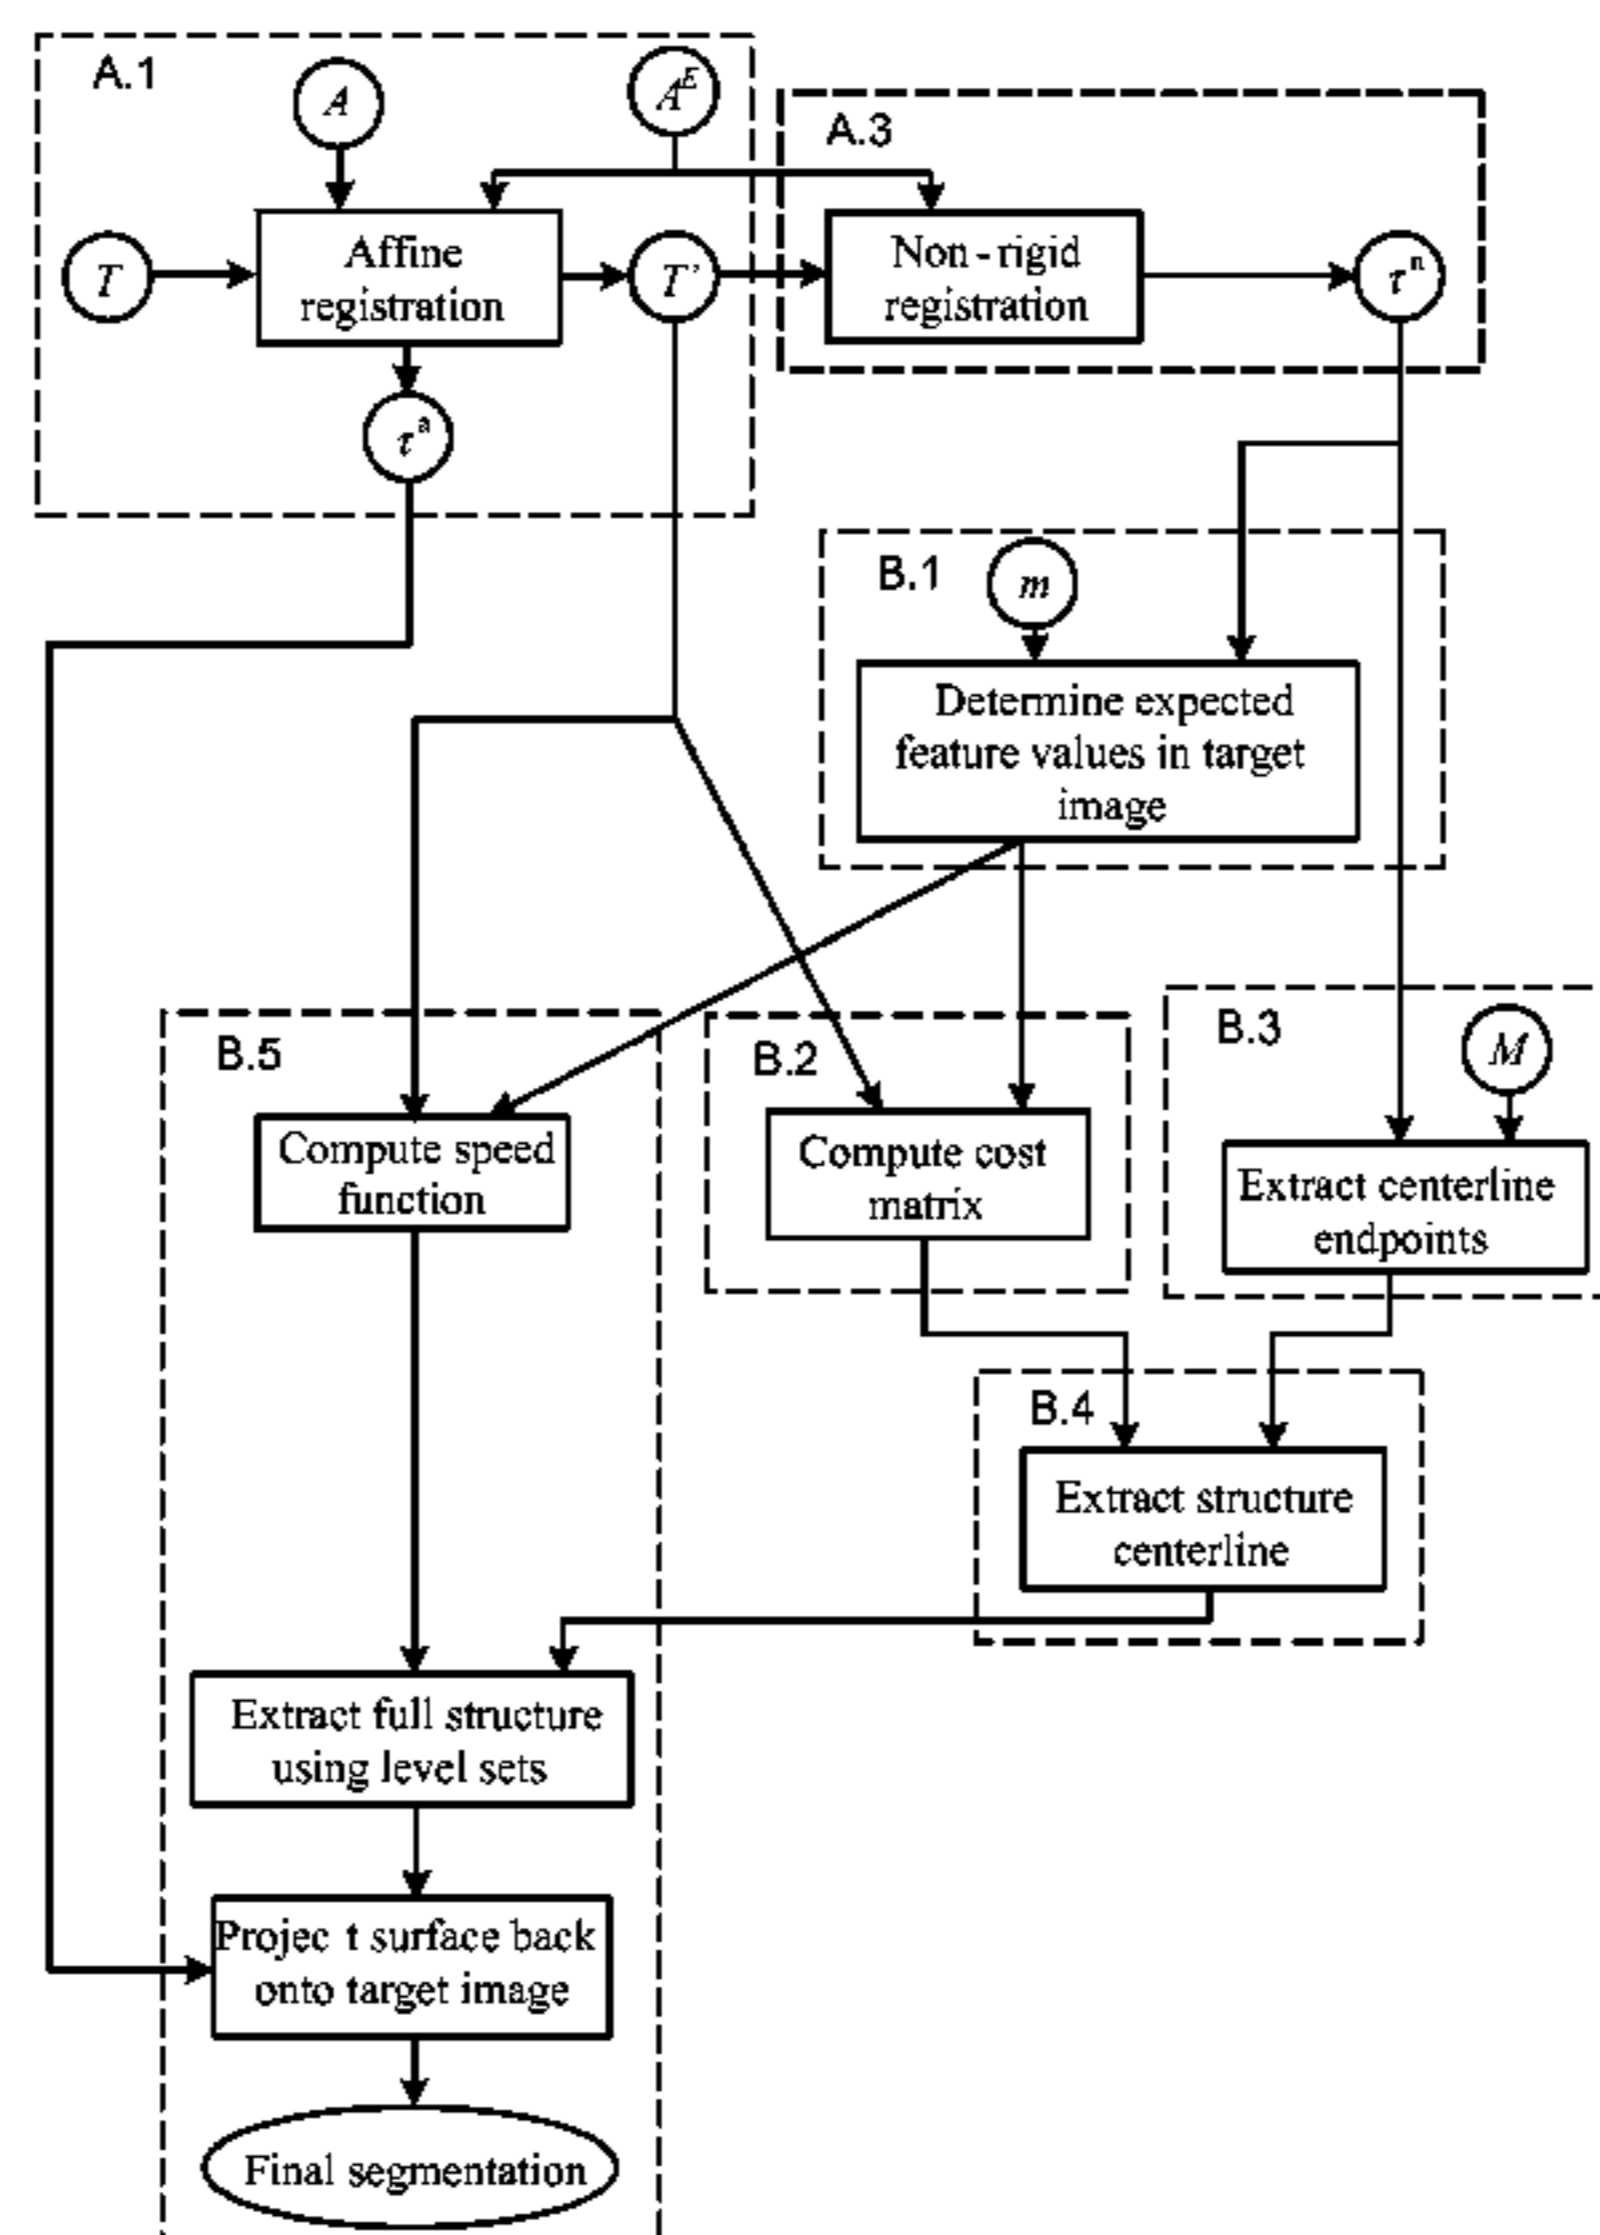 A.1
A
A^E
A.3
Affine
registration
T
T'
Non-rigid
registration
τ^n
τ^a
B.1
m
Determine expected
feature values in target
image
B.5
B.2
B.3
M
Compute speed
function
Compute cost
matrix
Extract centerline
endpoints
B.4
Extract structure
centerline
Extract full structure
using level sets
Projec t surface back
onto target image
Final segmentation